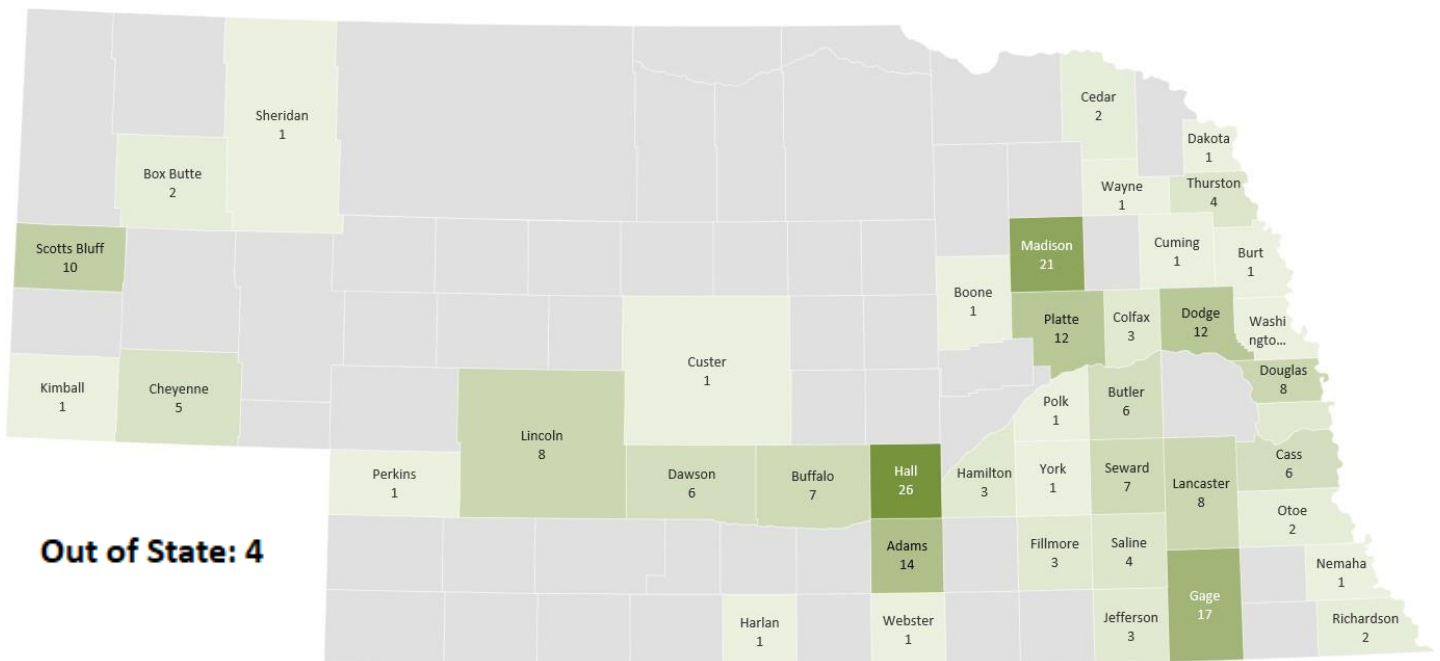 Sheridan
1
Cedar
2
Dakota
1
Box Butte
2
Wayne
1
Thurston
4
Scotts Bluff
10
Madison
21
Cuming
1
Burt
1
Boone
1
Platte
12
Colfax
3
Dodge
12
Washi
ngto...
Custer
1
Douglas
8
Kimball
1
Cheyenne
5
Polk
1
Butler
6
Lincoln
8
Perkins
1
Dawson
6
Buffalo
7
Hall
26
Hamilton
3
York
1
Seward
7
Lancaster
8
Cass
6
Otoe
2
Out of State: 4
Adams
14
Fillmore
3
Saline
4
Nemaha
1
Gage
17
Harlan
1
Webster
1
Jefferson
3
Richardson
2